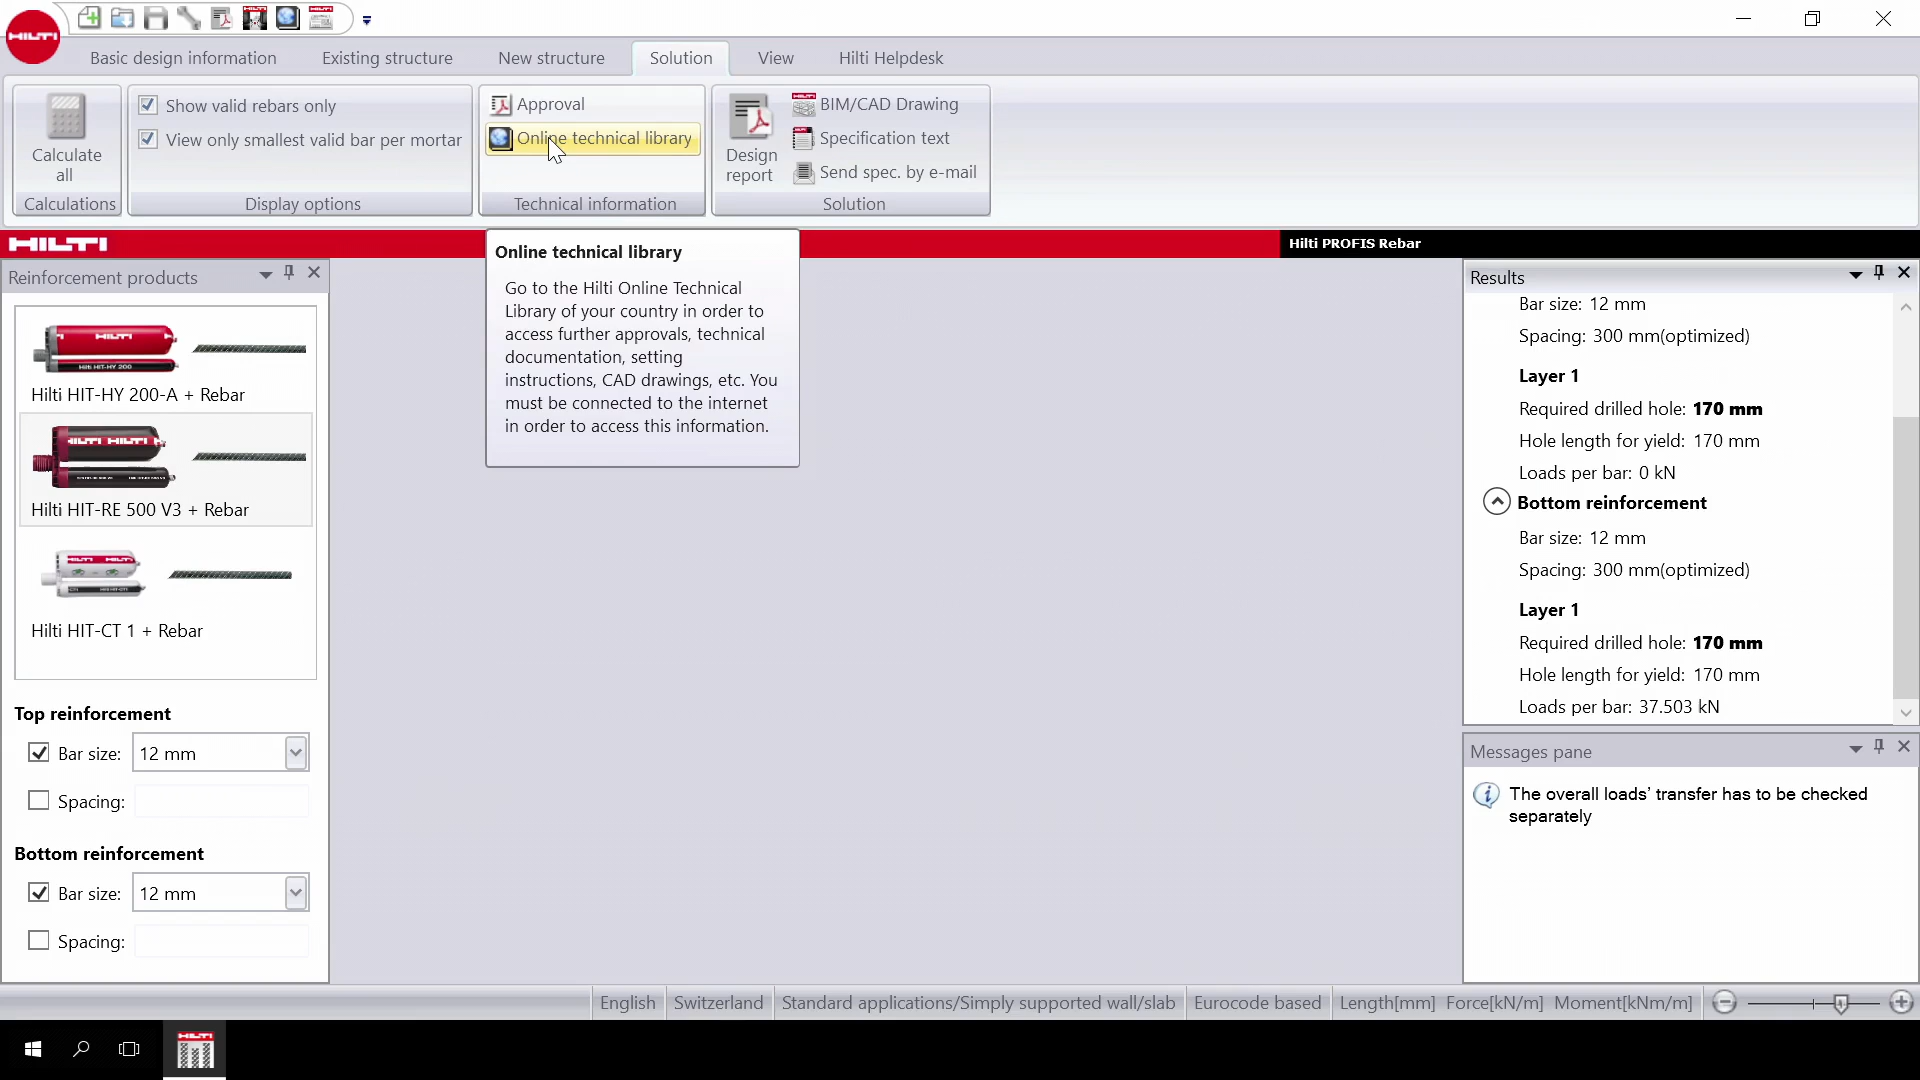 HILTI
Basic design information
Existing structure
New structure
Solution
View
Hilti Helpdesk
Calculate
all
Calculations
Show valid rebars only
View only smallest valid bar per mortar
Display options
Approval
Online technical library
Technical information
Design
report
BIM/CAD Drawing
Specification text
Send spec. by e-mail
Solution
HILTI
Hilti PROFIS Rebar
Reinforcement products
HILTI
Hilti HIT-HY 200
Hilti HIT-HY 200-A + Rebar
HILTI HILTI
Hilti HIT-RE 500 V3 + Rebar
Hilti HIT-CT 1 + Rebar
Top reinforcement
Bar size: 12 mm
Spacing:
Bottom reinforcement
Bar size: 12 mm
Spacing:
Online technical library
Go to the Hilti Online Technical
Library of your country in order to
access further approvals, technical
documentation, setting
instructions, CAD drawings, etc. You
must be connected to the internet
in order to access this information.
Results
Bar size: 12 mm
Spacing: 300 mm(optimized)
Layer 1
Required drilled hole: 170 mm
Hole length for yield: 170 mm
Loads per bar: 0 kN
Bottom reinforcement
Bar size: 12 mm
Spacing: 300 mm(optimized)
Layer 1
Required drilled hole: 170 mm
Hole length for yield: 170 mm
Loads per bar: 37.503 kN
Messages pane
The overall loads' transfer has to be checked
separately
English
Switzerland
Standard applications/Simply supported wall/slab
Eurocode based
Length[mm] Force[kN/m] Moment[kNm/m]
HILTI